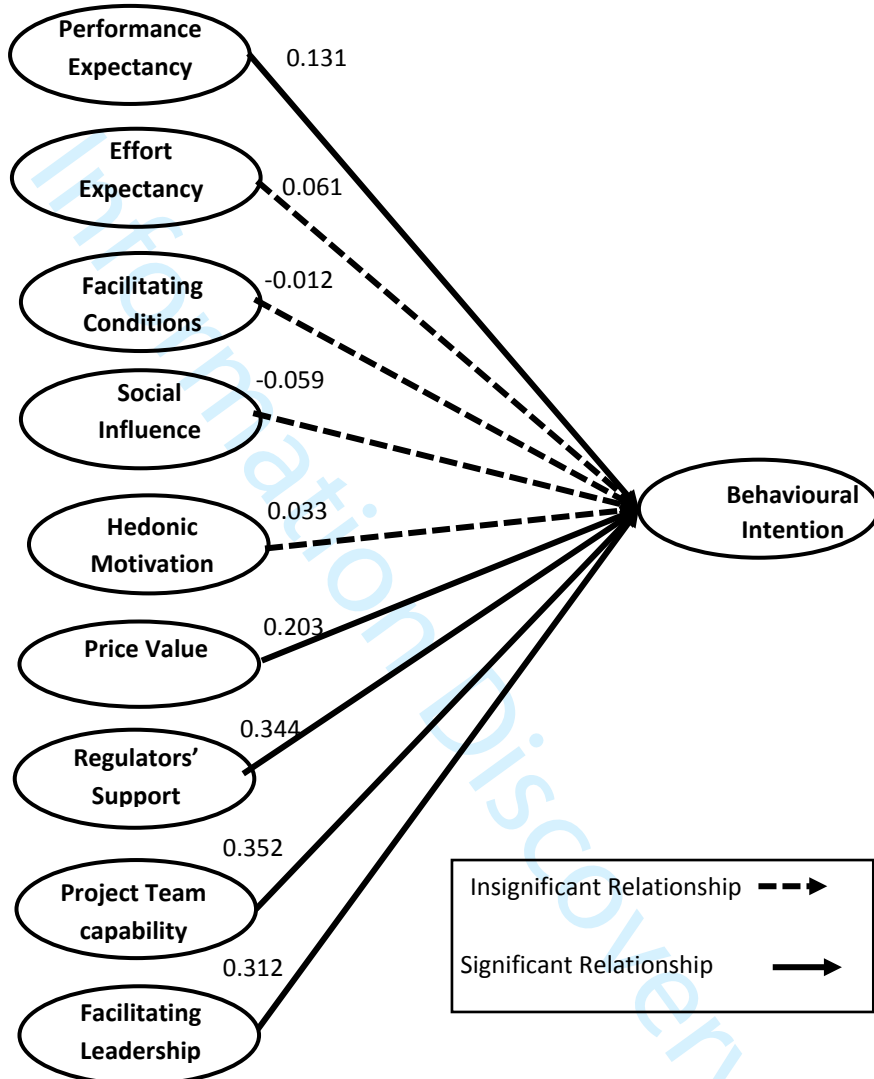 Performance
Expectancy
0.131
Effort
Expectancy
0.061
Facilitating
Conditions
-0.012
Social
Influence
-0.059
Hedonic
Motivation
0.033
Behavioural
Intention
Price Value
0.203
Regulators’
Support
0.344
Project Team
capability
0.352
Facilitating
Leadership
0.312
Insignificant Relationship
Significant Relationship
Information Discovery